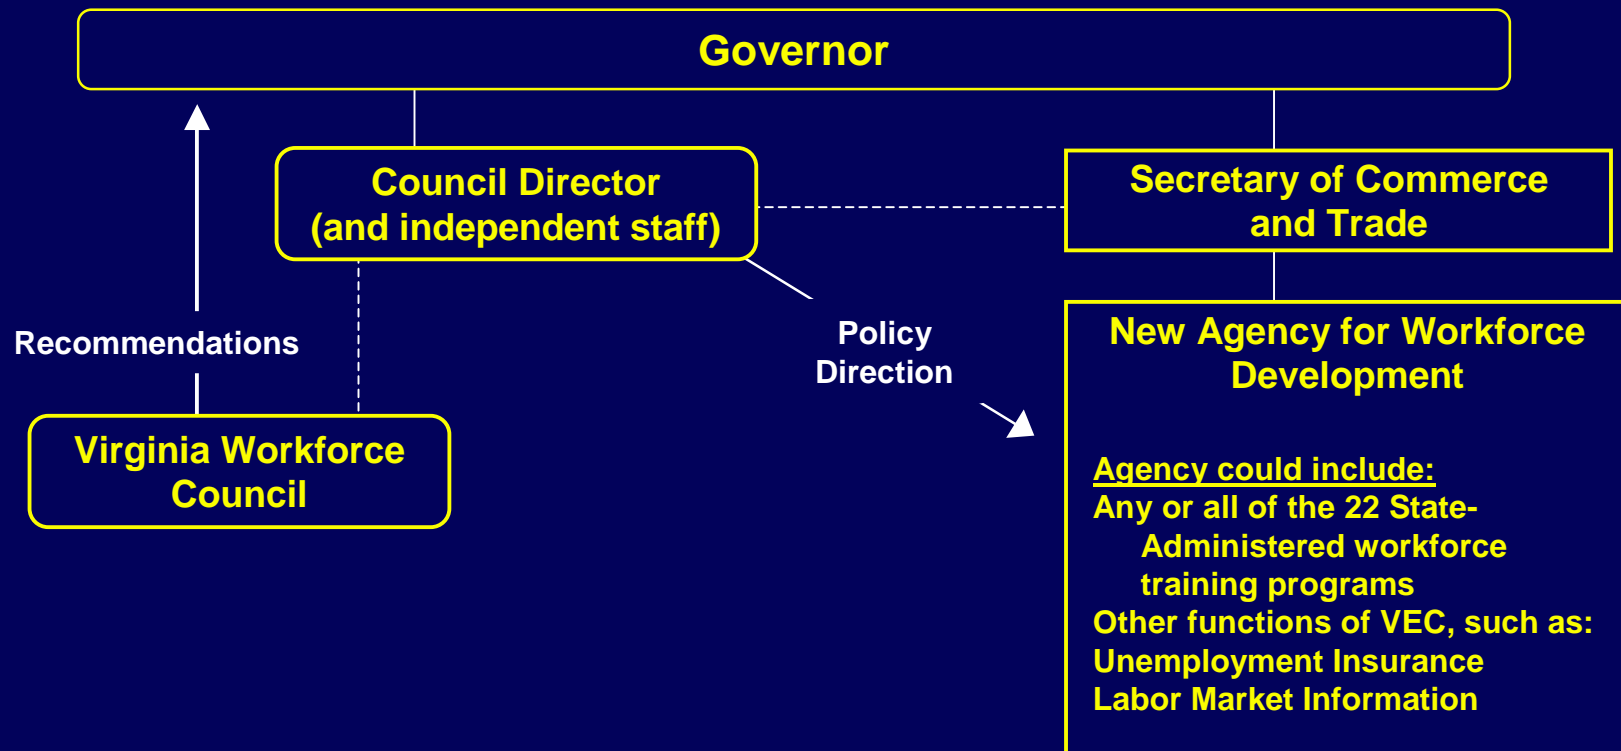 Governor
Council Director
(and independent staff)
Secretary of Commerce
and Trade
Recommendations
Policy
Direction
Virginia Workforce
Council
New Agency for Workforce
Development
Agency could include:
Any or all of the 22 State-
Administered workforce
training programs
Other functions of VEC, such as:
Unemployment Insurance
Labor Market Information